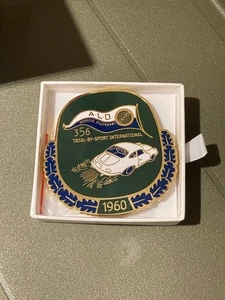 A·L·D
356
TRIAL-BY-SPORT INTERNATIONAL
1960